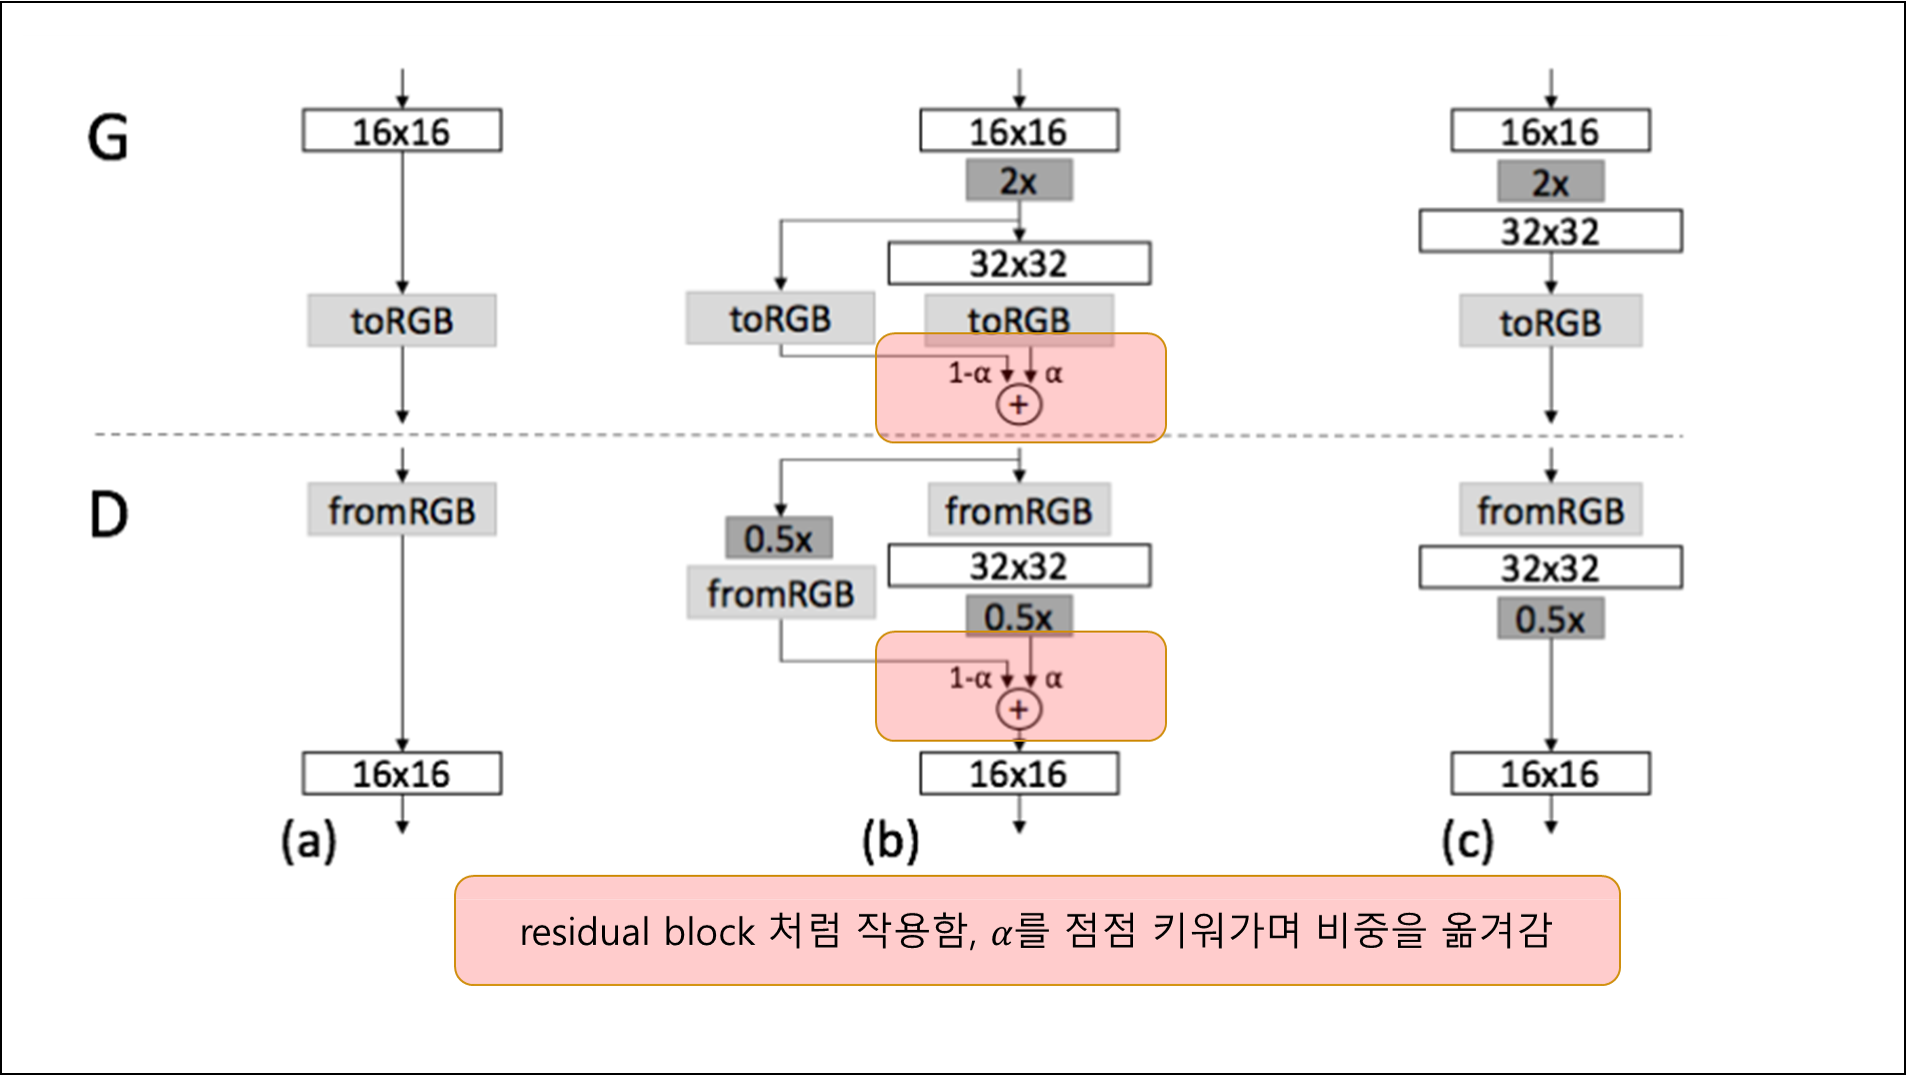 G
16x16
toRGB
16x16
2x
32x32
toRGB
toRGB
1-α
α
+
16x16
2x
32x32
toRGB
D
fromRGB
16x16
(a)
0.5x
fromRGB
fromRGB
32x32
0.5x
1-α
α
+
16x16
(b)
fromRGB
32x32
0.5x
16x16
(c)
residual block 처럼 작용함, α를 점점 키워가며 비중을 옮겨감